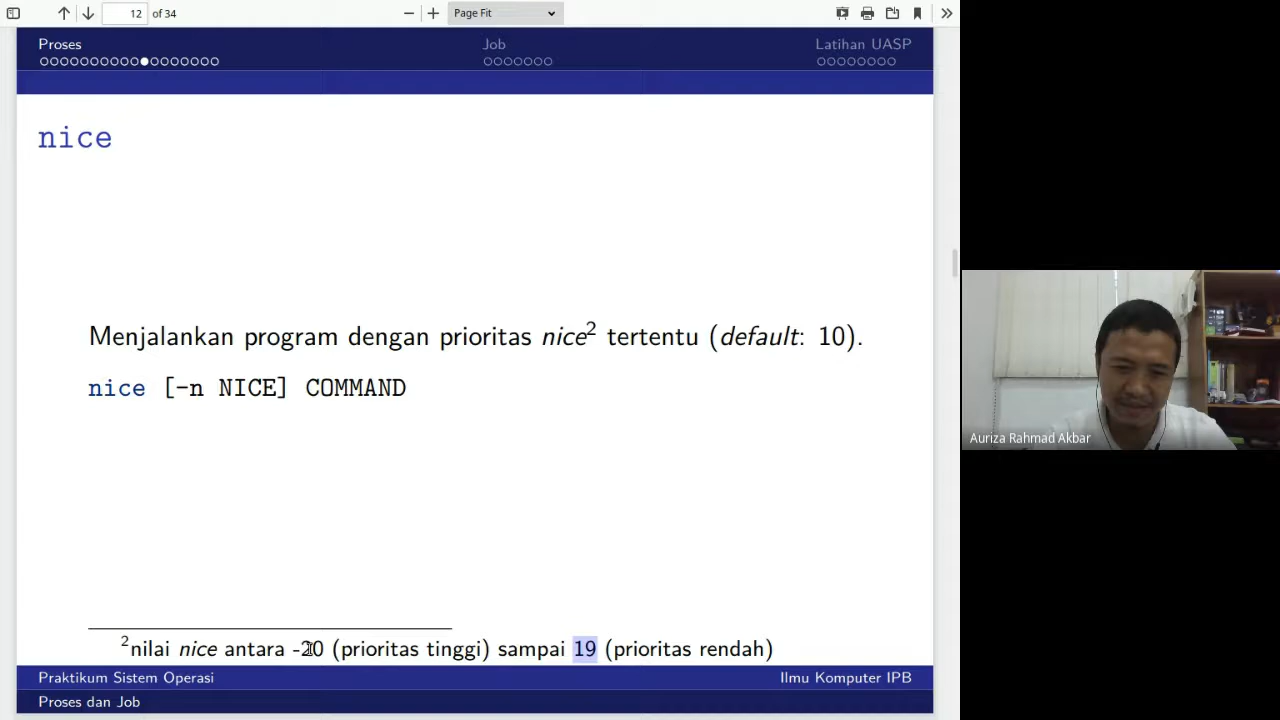 12 of 34
Page Fit
Proses
Job
Latihan UASP
nice
Menjalankan program dengan prioritas nice2 tertentu (default: 10).
nice [-n NICE] COMMAND
2nilai nice antara -20 (prioritas tinggi) sampai 19 (prioritas rendah)
Praktikum Sistem Operasi
Ilmu Komputer IPB
Proses dan Job
Auriza Rahmad Akbar